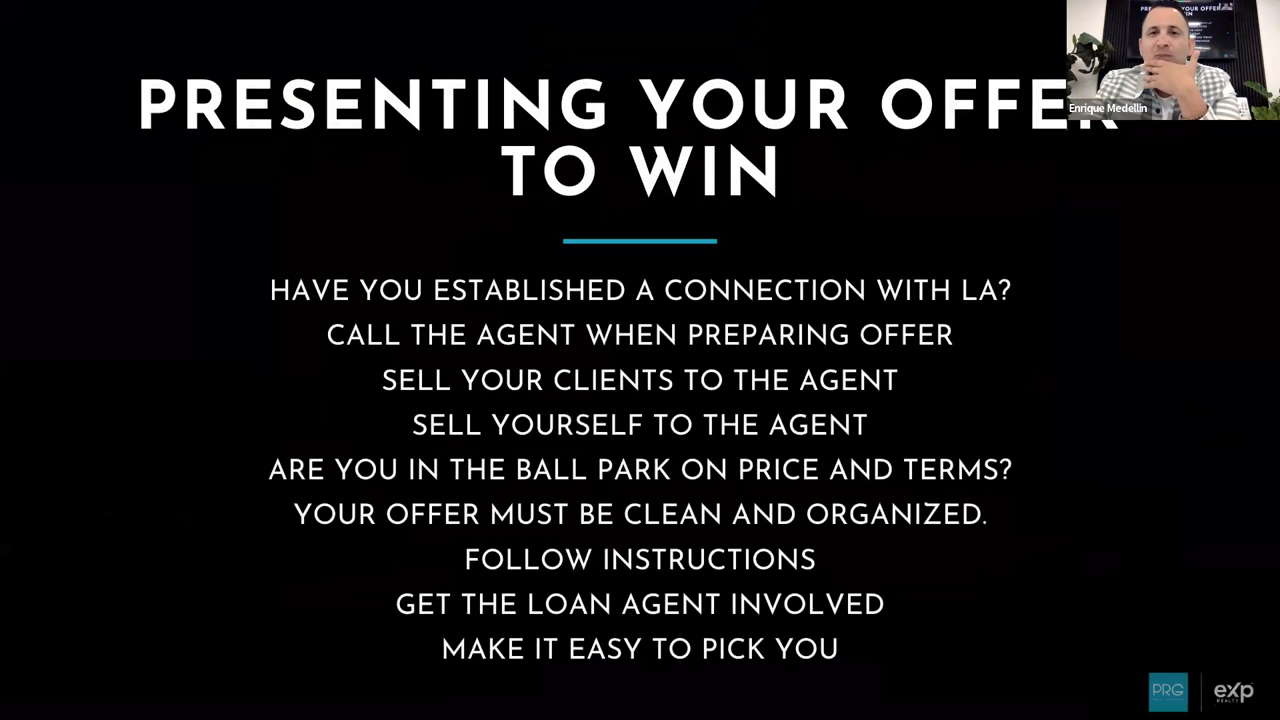 PRESENTING YOUR OFFER
TO WIN
Enrique Medellin
HAVE YOU ESTABLISHED A CONNECTION WITH LA?
CALL THE AGENT WHEN PREPARING OFFER
SELL YOUR CLIENTS TO THE AGENT
SELL YOURSELF TO THE AGENT
ARE YOU IN THE BALL PARK ON PRICE AND TERMS?
YOUR OFFER MUST BE CLEAN AND ORGANIZED.
FOLLOW INSTRUCTIONS
GET THE LOAN AGENT INVOLVED
MAKE IT EASY TO PICK YOU
PRG
eXp
REALTY